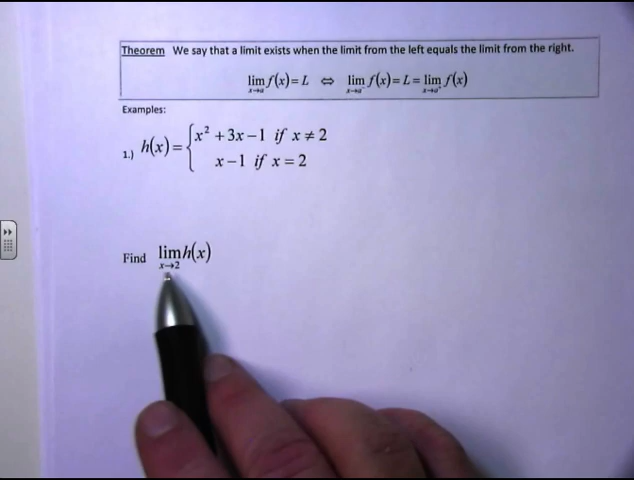 Theorem We say that a limit exists when the limit from the left equals the limit from the right.
lim f(x) = L ⇔ lim f(x) = L = lim f(x)
x→a x→a⁻ x→a⁺
Examples:
1.) h(x) = { x² + 3x − 1 if x ≠ 2
x − 1 if x = 2
Find lim h(x)
x→2